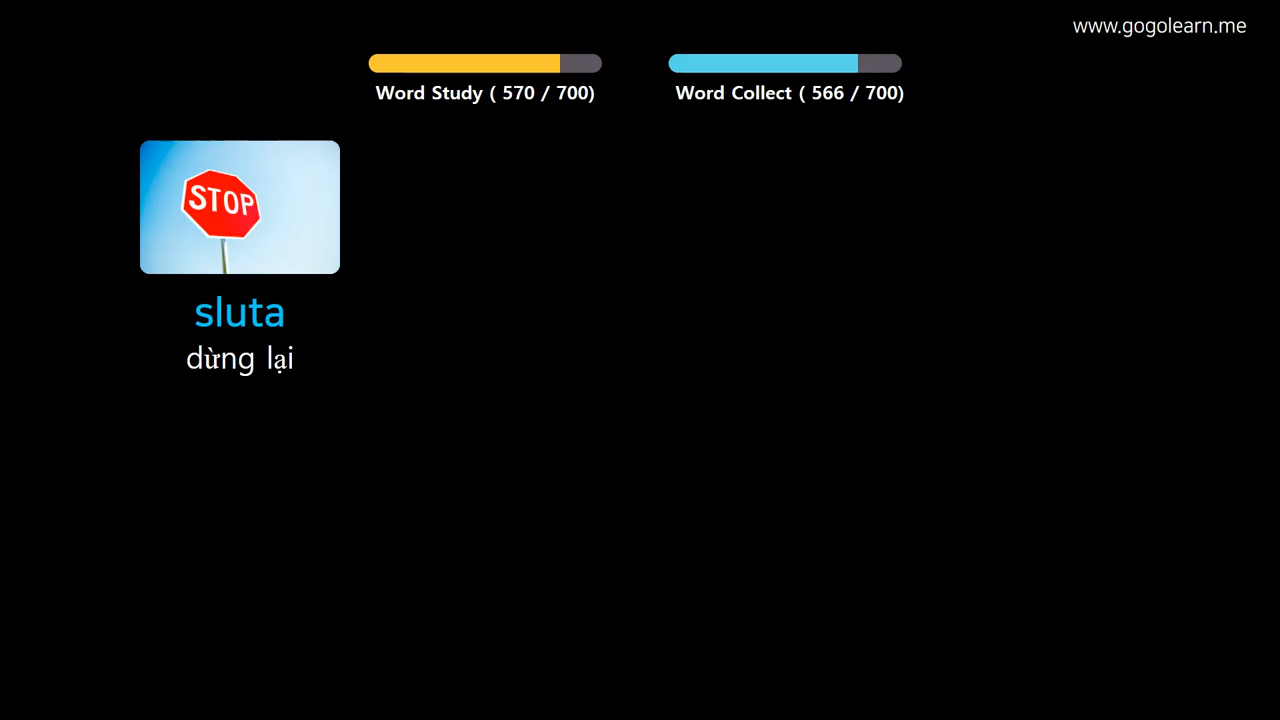 www.gogolearn.me
Word Study ( 570 / 700)
Word Collect ( 566 / 700)
STOP
sluta
dừng lại